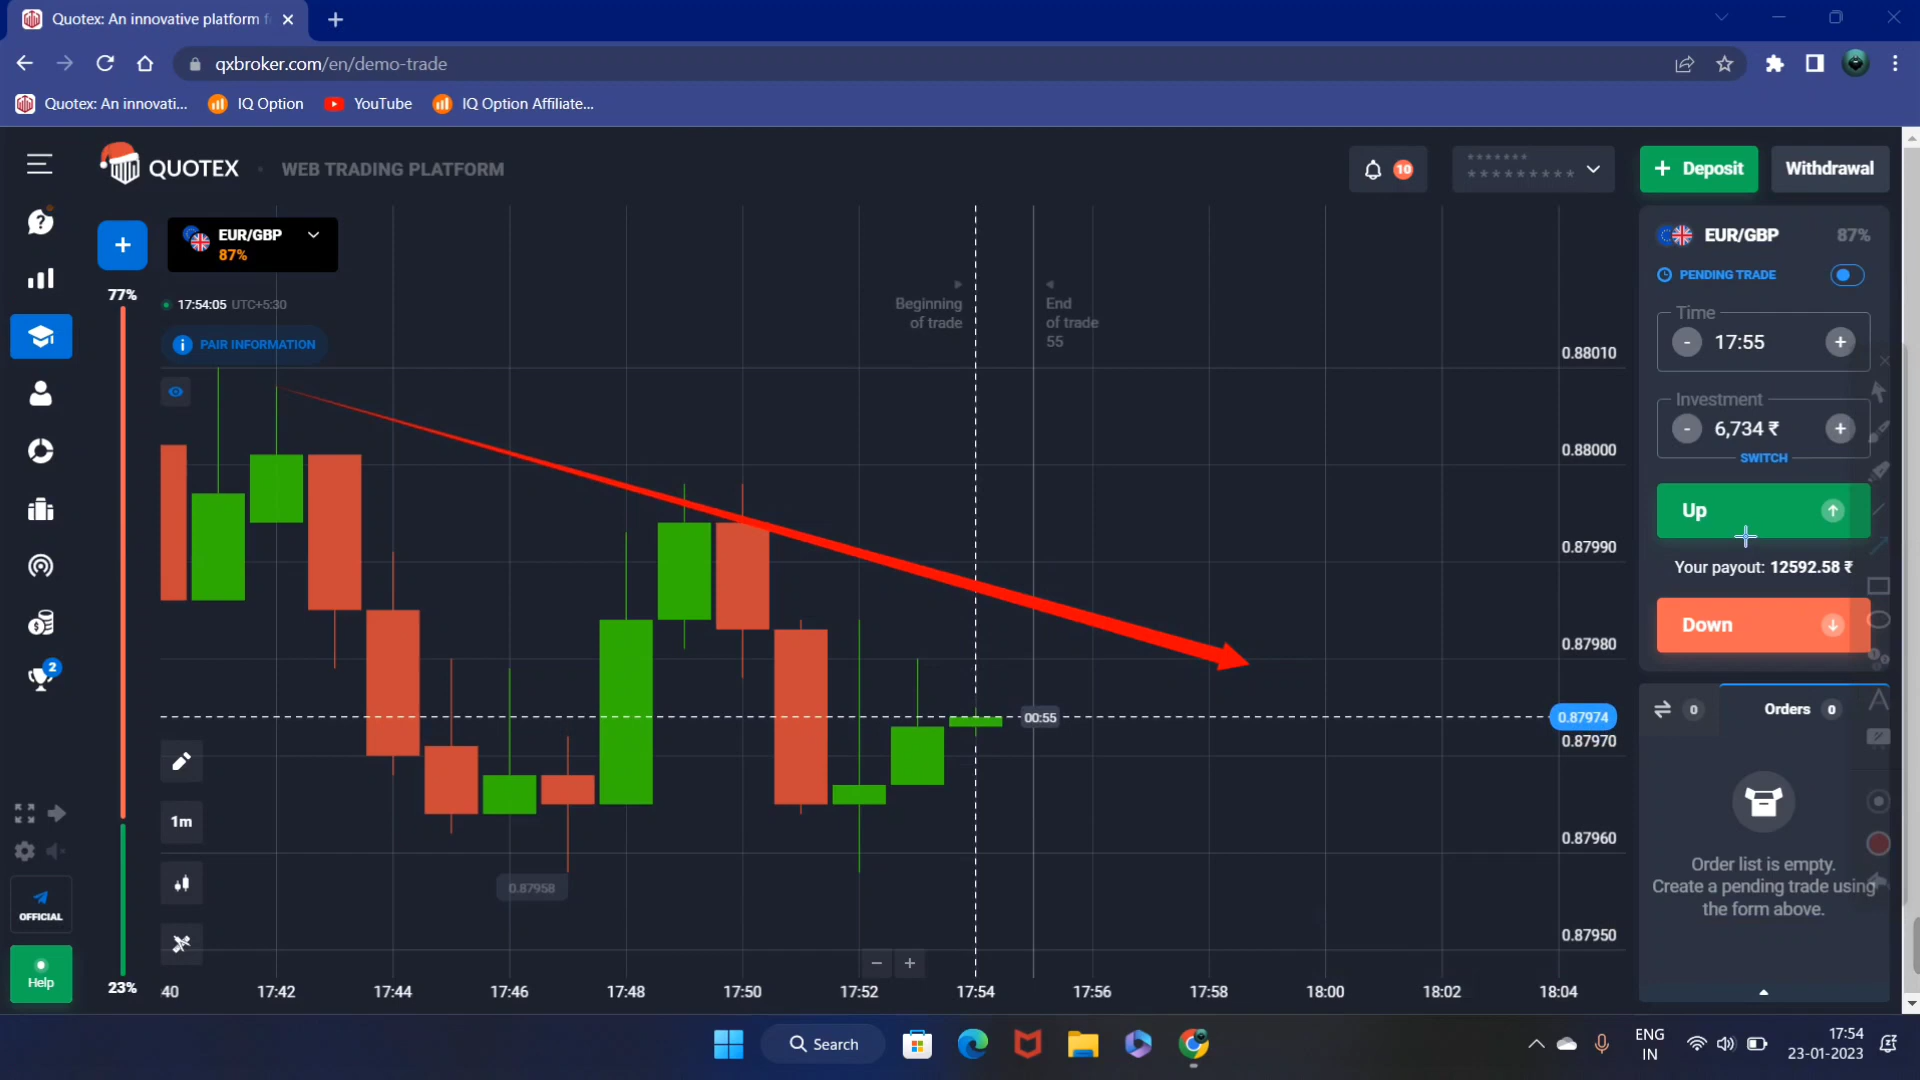 Quotex: An innovative platform f
qxbroker.com/en/demo-trade
Quotex: An innovati...
IQ Option
YouTube
IQ Option Affiliate...
QUOTEX
WEB TRADING PLATFORM
10
*******
*********
Deposit
Withdrawal
EUR/GBP
87%
77%
17:54:05 UTC+5:30
PAIR INFORMATION
Beginning
of trade
End
of trade
55
EUR/GBP
87%
PENDING TRADE
Time
- 17:55 +
Investment
- 6,734 ₹ +
SWITCH
Up
Your payout: 12592.58 ₹
Down
0
Orders 0
Order list is empty.
Create a pending trade using
the form above.
0.88010
0.88000
0.87990
0.87980
0.87974
0.87970
0.87960
0.87950
00:55
0.87958
1m
2
OFFICIAL
Help
23%
40
17:42
17:44
17:46
17:48
17:50
17:52
17:54
17:56
17:58
18:00
18:02
18:04
Search
ENG
IN
17:54
23-01-2023